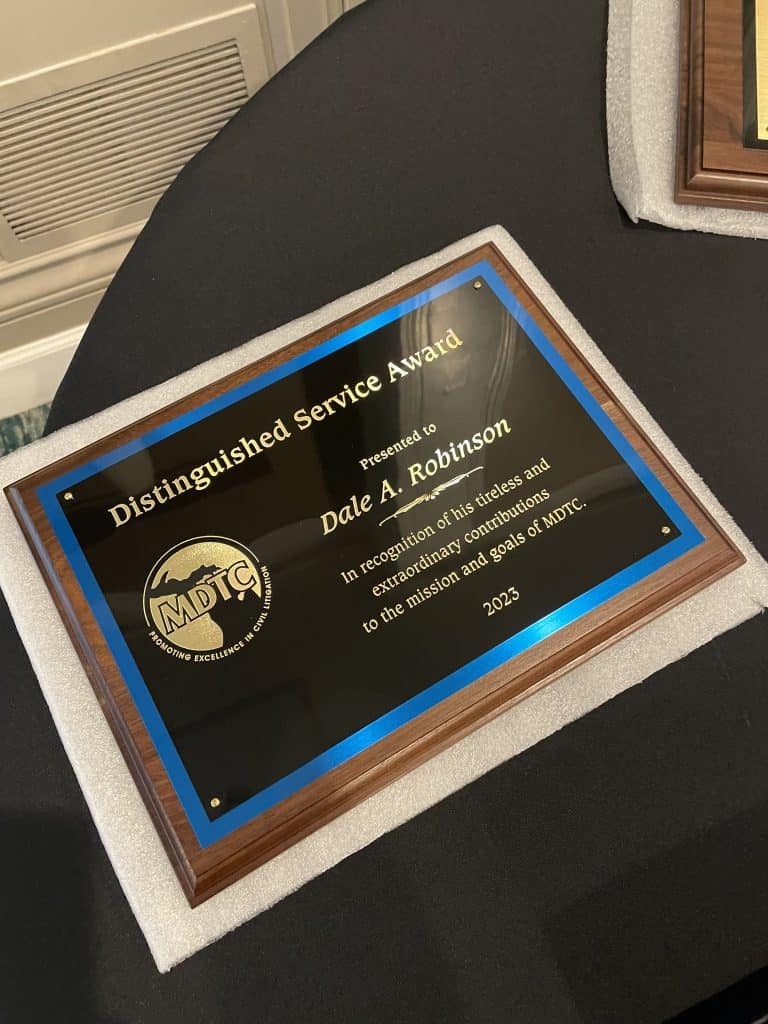 Distinguished Service Award
Presented to
Dale A. Robinson
In recognition of his tireless and
extraordinary contributions
to the mission and goals of MDTC.
2023
MDTC
PROMOTING EXCELLENCE IN CIVIL LITIGATION